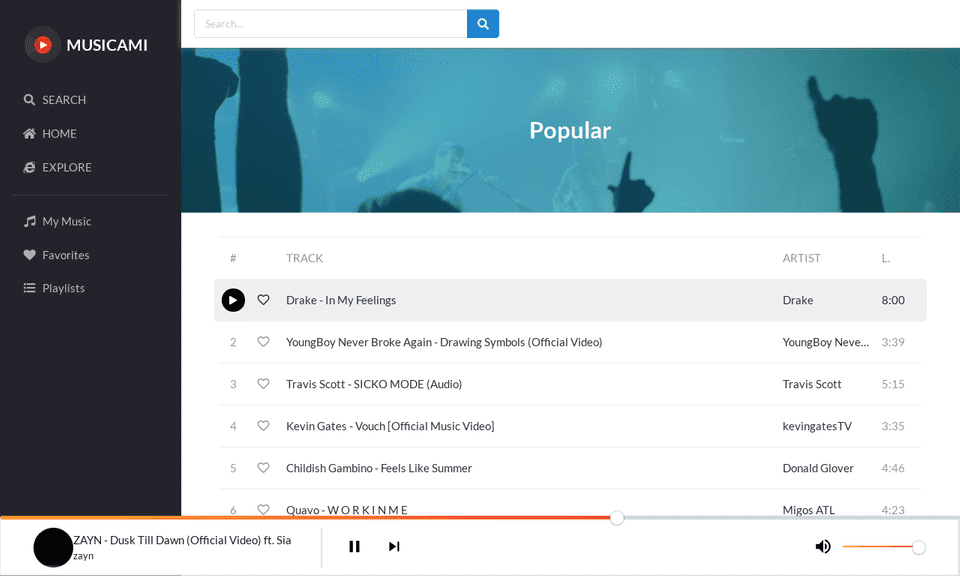 MUSICAMI
SEARCH
HOME
EXPLORE
My Music
Favorites
Playlists
Search...
Popular
# TRACK ARTIST L.
Drake - In My Feelings Drake 8:00
2 YoungBoy Never Broke Again - Drawing Symbols (Official Video) YoungBoy Neve... 3:39
3 Travis Scott - SICKO MODE (Audio) Travis Scott 5:15
4 Kevin Gates - Vouch [Official Music Video] kevingatesTV 3:35
5 Childish Gambino - Feels Like Summer Donald Glover 4:46
6 Quavo - W O R K I N M E Migos ATL 4:23
ZAYN - Dusk Till Dawn (Official Video) ft. Sia
zayn